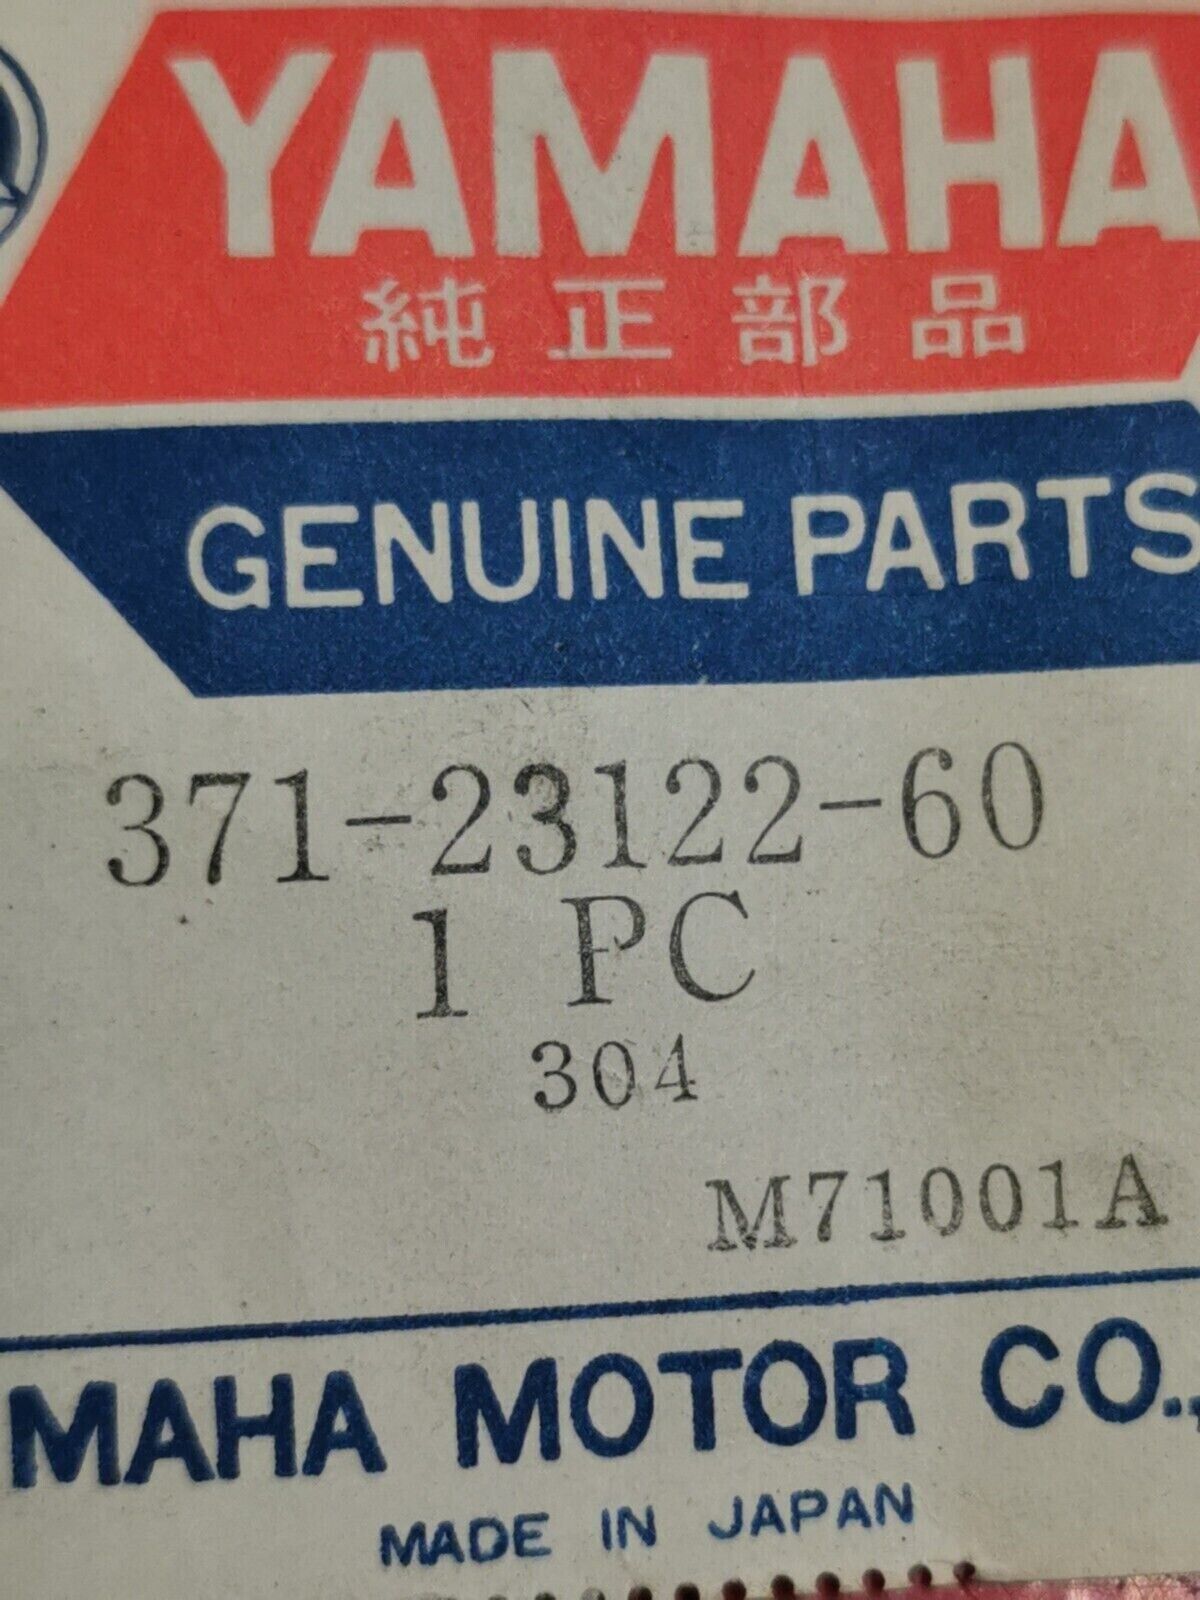 YAMAHA
純正部品
GENUINE PARTS
371-23122-60
1 PC
304
M71001A
MAHA MOTOR CO.,
MADE IN JAPAN